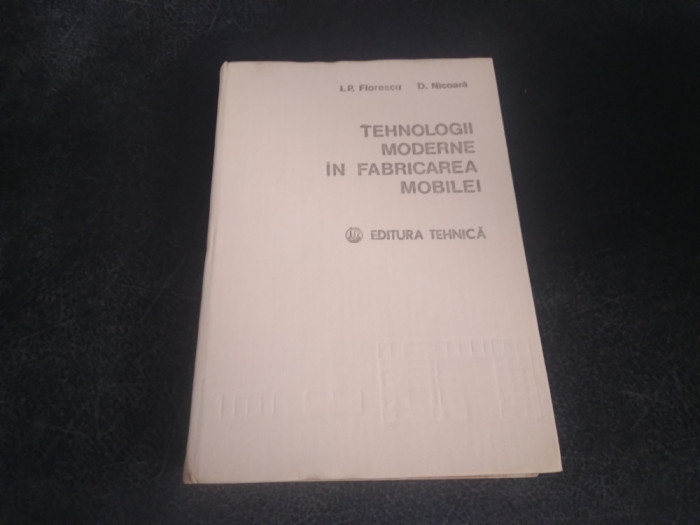 I.P. Florescu D. Nicoară
TEHNOLOGII
MODERNE
ÎN FABRICAREA
MOBILEI
EDITURA TEHNICĂ